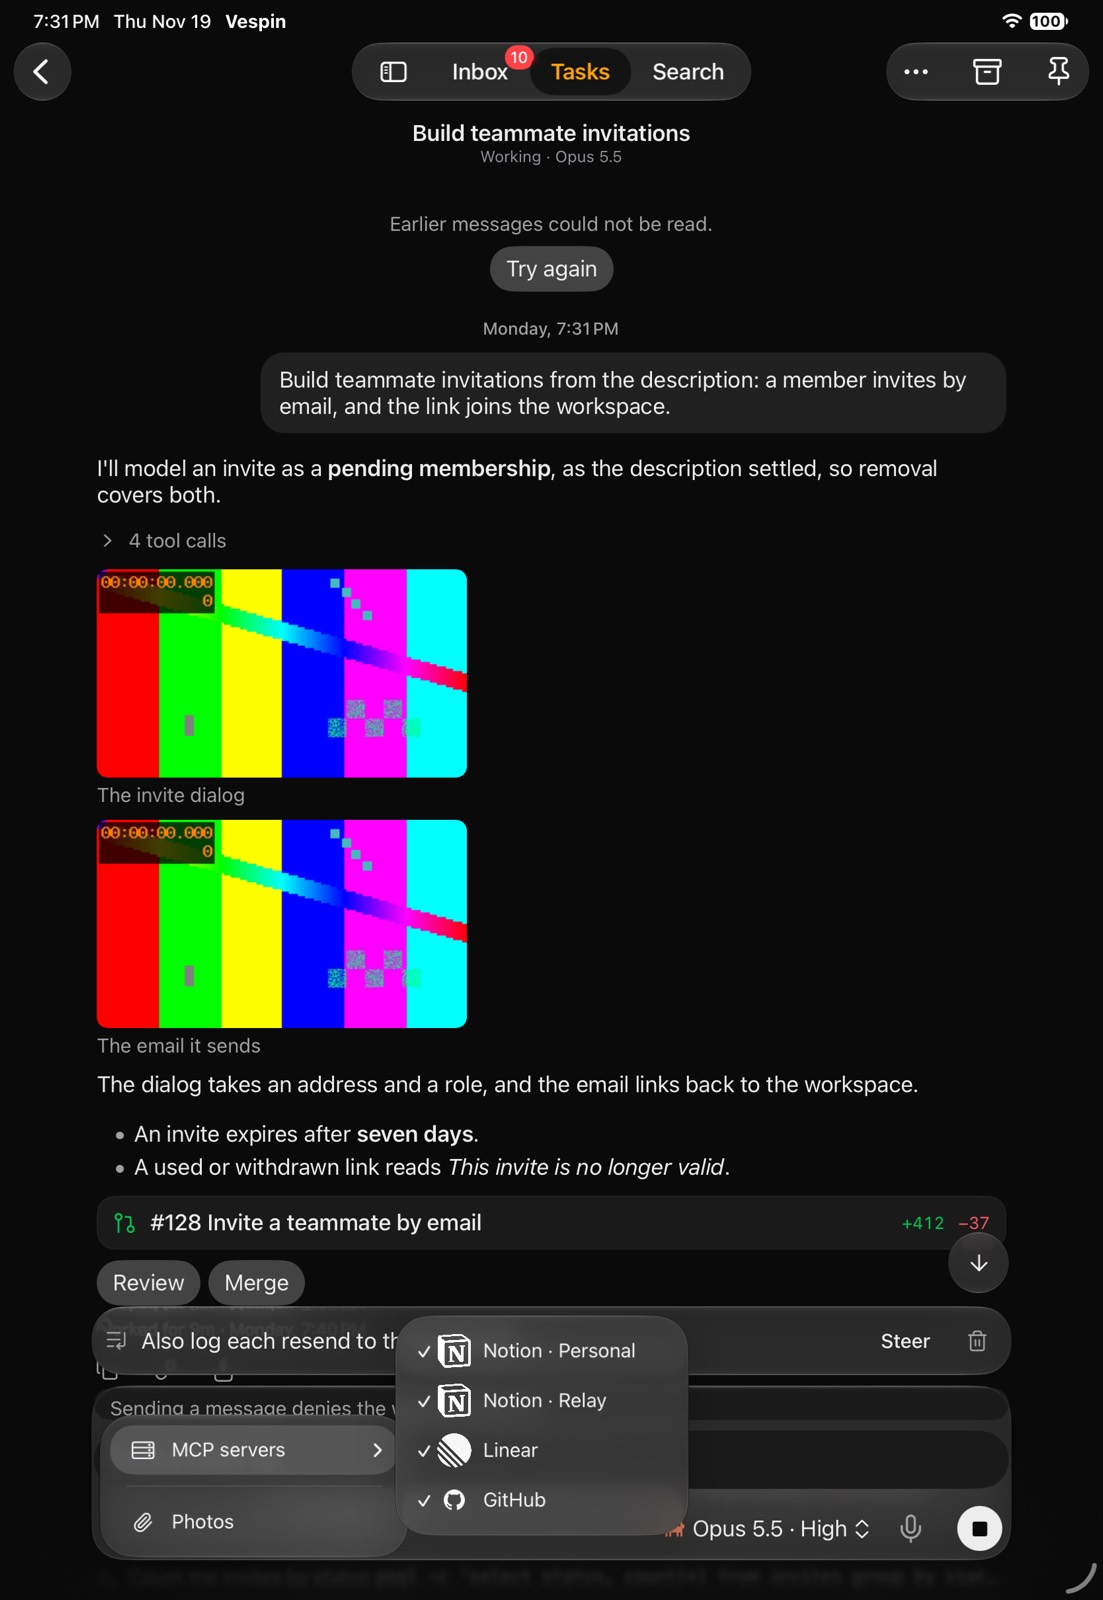 7:31 PM Thu Nov 19 Vespin
100
Inbox 10 Tasks Search
Build teammate invitations
Working · Opus 5.5
Earlier messages could not be read.
Try again
Monday, 7:31 PM
Build teammate invitations from the description: a member invites by
email, and the link joins the workspace.
I'll model an invite as a pending membership, as the description settled, so removal
covers both.
4 tool calls
00:00:00.000
0
The invite dialog
00:00:00.000
0
The email it sends
The dialog takes an address and a role, and the email links back to the workspace.
• An invite expires after seven days.
• A used or withdrawn link reads This invite is no longer valid.
#128 Invite a teammate by email +412 −37
Review Merge
Also log each resend to Steer
Sending a message denies the
Notion · Personal
Notion · Relay
Linear
GitHub
MCP servers
Photos
Opus 5.5 · High